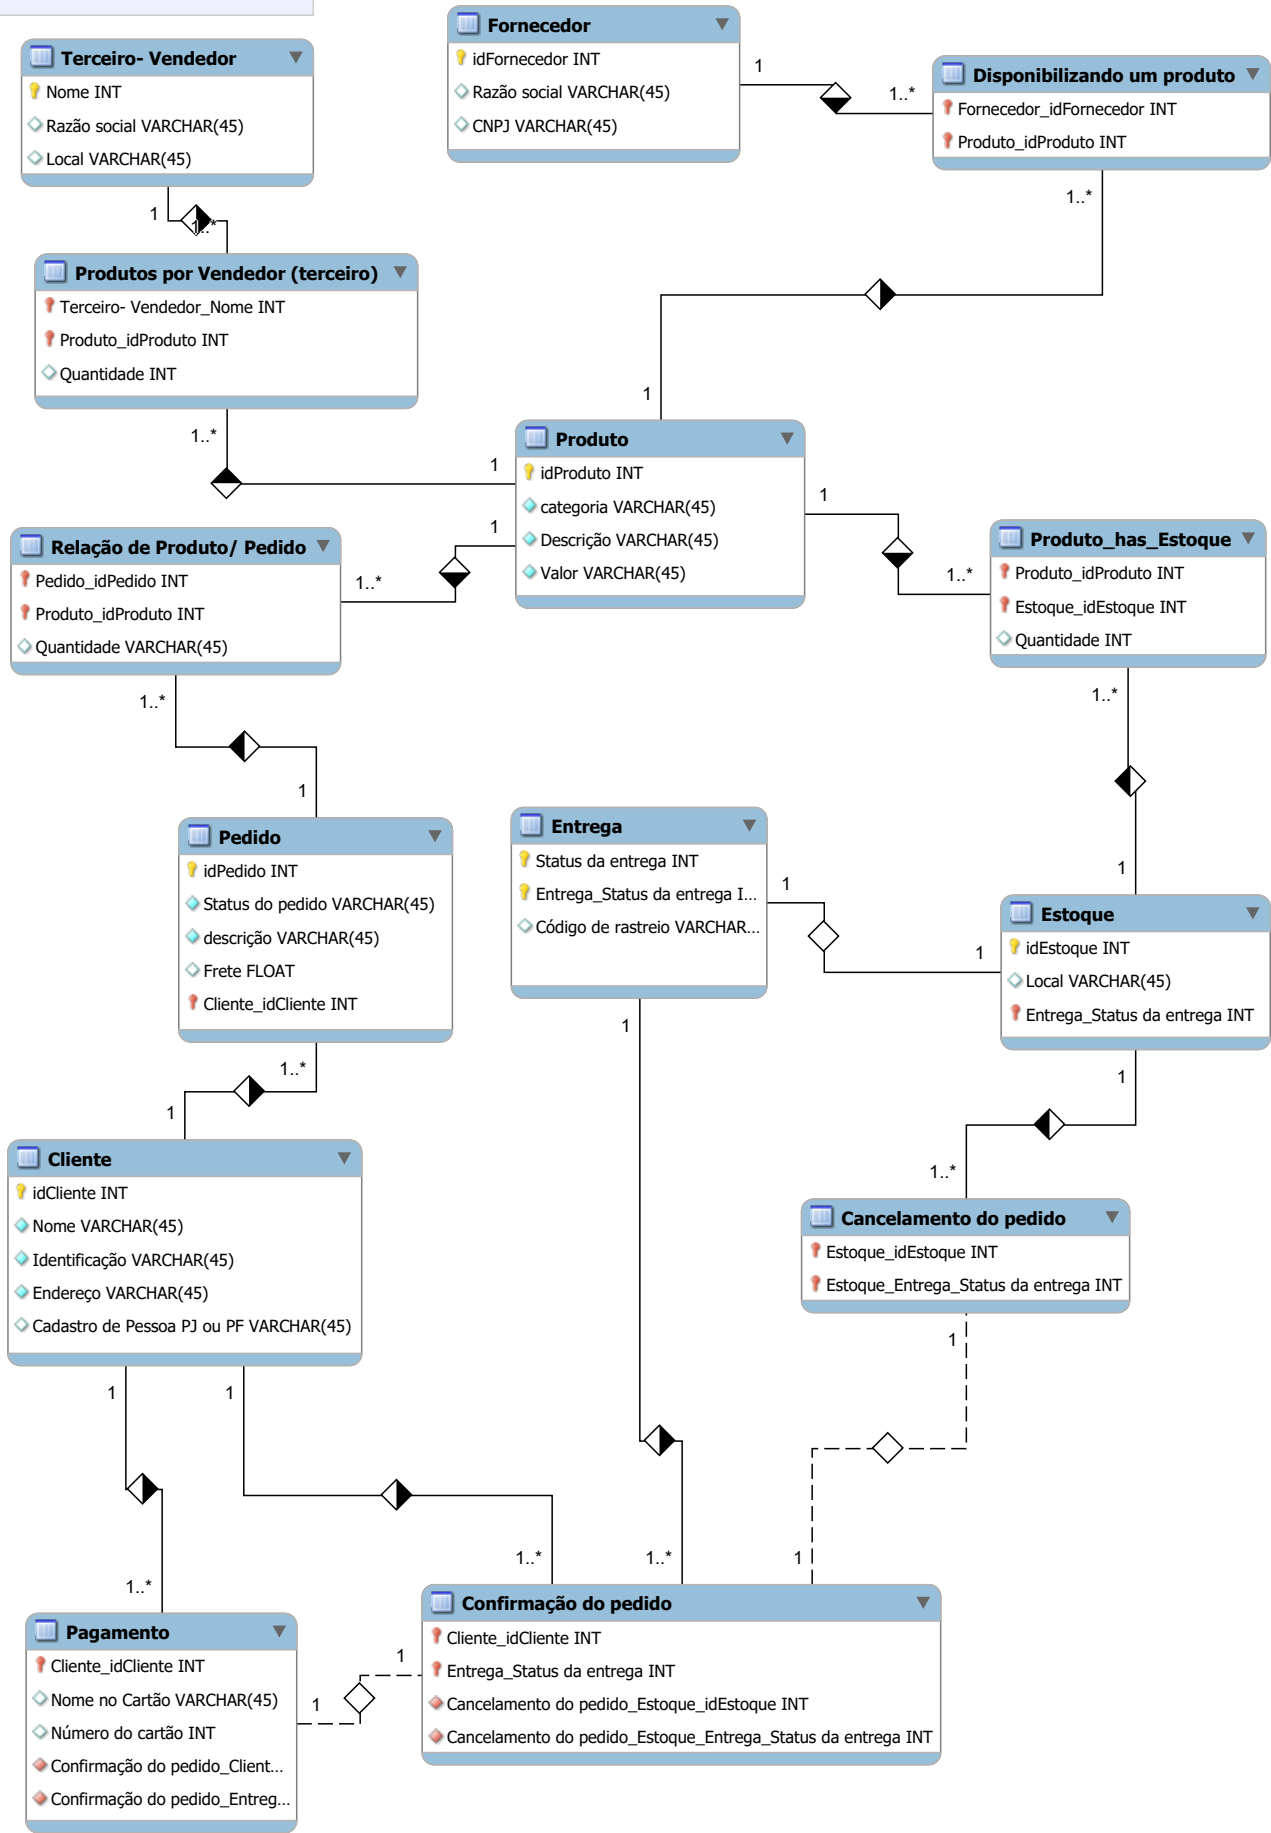 Terceiro- Vendedor
Nome INT
Razão social VARCHAR(45)
Local VARCHAR(45)
1
1..*
Fornecedor
idFornecedor INT
Razão social VARCHAR(45)
CNPJ VARCHAR(45)
1
1..*
Disponibilizando um produto
Fornecedor_idFornecedor INT
Produto_idProduto INT
1..*
1
Produtos por Vendedor (terceiro)
Terceiro- Vendedor_Nome INT
Produto_idProduto INT
Quantidade INT
1..*
1
Produto
idProduto INT
categoria VARCHAR(45)
Descrição VARCHAR(45)
Valor VARCHAR(45)
1
1..*
1
1..*
Relação de Produto/ Pedido
Pedido_idPedido INT
Produto_idProduto INT
Quantidade VARCHAR(45)
1..*
1
Produto_has_Estoque
Produto_idProduto INT
Estoque_idEstoque INT
Quantidade INT
1..*
1
Pedido
idPedido INT
Status do pedido VARCHAR(45)
descrição VARCHAR(45)
Frete FLOAT
Cliente_idCliente INT
1..*
1
Entrega
Status da entrega INT
Entrega_Status da entrega I...
Código de rastreio VARCHAR...
1
1
1
Estoque
idEstoque INT
Local VARCHAR(45)
Entrega_Status da entrega INT
1
1..*
Cliente
idCliente INT
Nome VARCHAR(45)
Identificação VARCHAR(45)
Endereço VARCHAR(45)
Cadastro de Pessoa PJ ou PF VARCHAR(45)
1
1
Cancelamento do pedido
Estoque_idEstoque INT
Estoque_Entrega_Status da entrega INT
1
1..*
1..*
1..*
1
Pagamento
Cliente_idCliente INT
Nome no Cartão VARCHAR(45)
Número do cartão INT
Confirmação do pedido_Client...
Confirmação do pedido_Entreg...
1
1
Confirmação do pedido
Cliente_idCliente INT
Entrega_Status da entrega INT
Cancelamento do pedido_Estoque_idEstoque INT
Cancelamento do pedido_Estoque_Entrega_Status da entrega INT